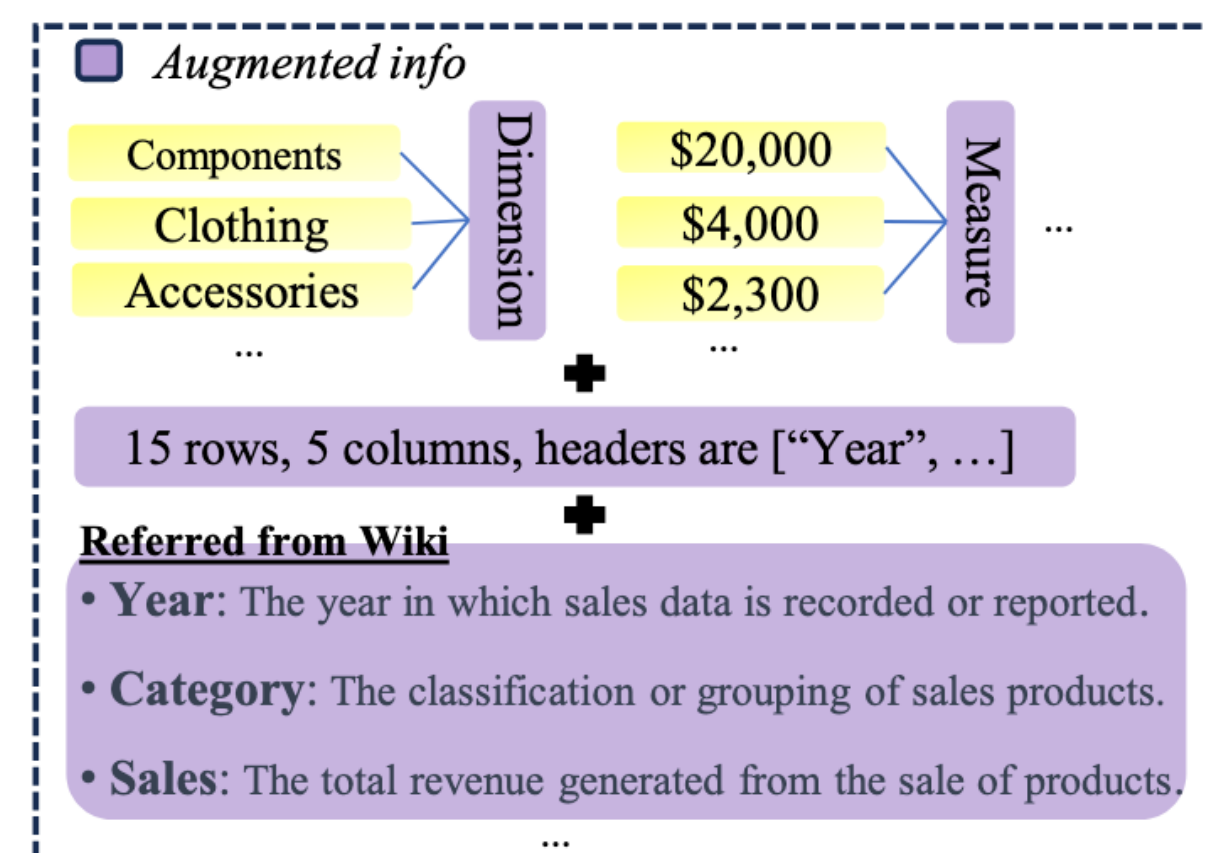 Augmented info
Components
Clothing
Accessories
...
Dimension
$20,000
$4,000
$2,300
...
Measure
...
15 rows, 5 columns, headers are [“Year”, …]
Referred from Wiki
• Year: The year in which sales data is recorded or reported.
• Category: The classification or grouping of sales products.
• Sales: The total revenue generated from the sale of products.
...